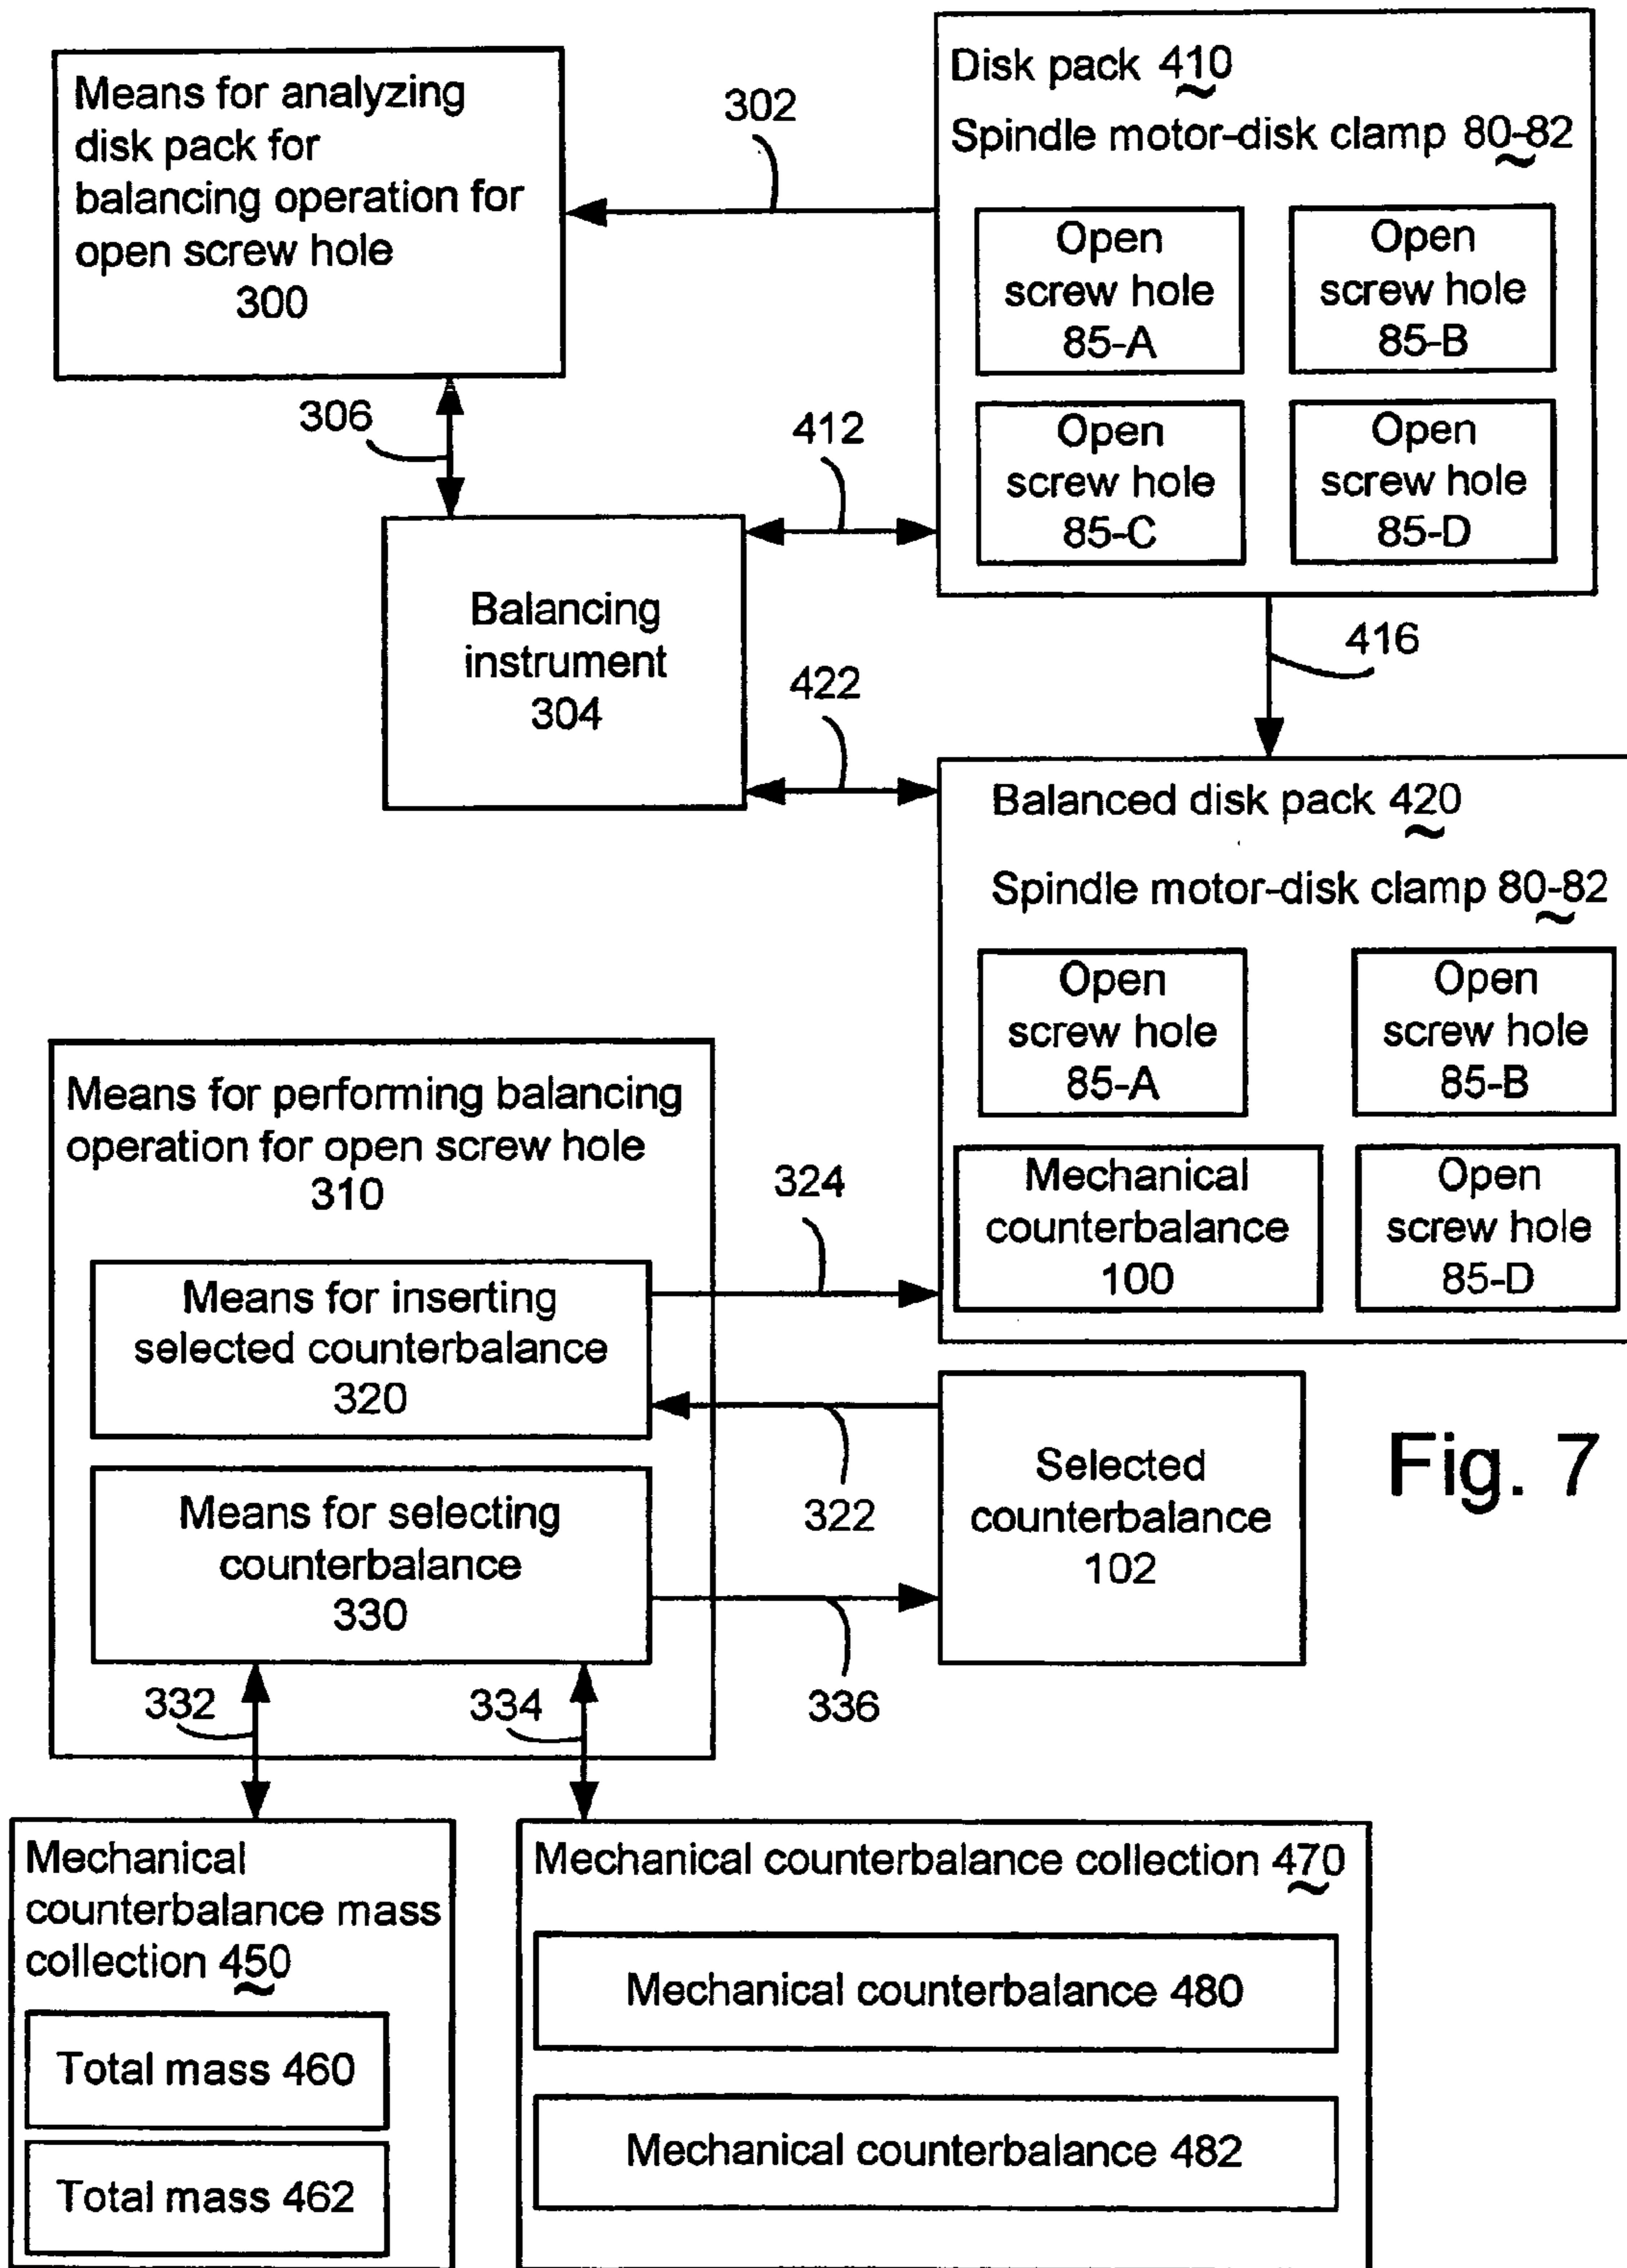 Means for analyzing
disk pack for
balancing operation for
open screw hole
300
302
Disk pack 410
Spindle motor-disk clamp 80-82
Open
screw hole
85-A
Open
screw hole
85-B
Open
screw hole
85-C
Open
screw hole
85-D
306
412
Balancing
instrument
304
416
422
Balanced disk pack 420
Spindle motor-disk clamp 80-82
Open
screw hole
85-A
Open
screw hole
85-B
Mechanical
counterbalance
100
Open
screw hole
85-D
Means for performing balancing
operation for open screw hole
310
324
Means for inserting
selected counterbalance
320
322
Means for selecting
counterbalance
330
336
Selected
counterbalance
102
Fig. 7
332
334
Mechanical
counterbalance mass
collection 450
Total mass 460
Total mass 462
Mechanical counterbalance collection 470
Mechanical counterbalance 480
Mechanical counterbalance 482